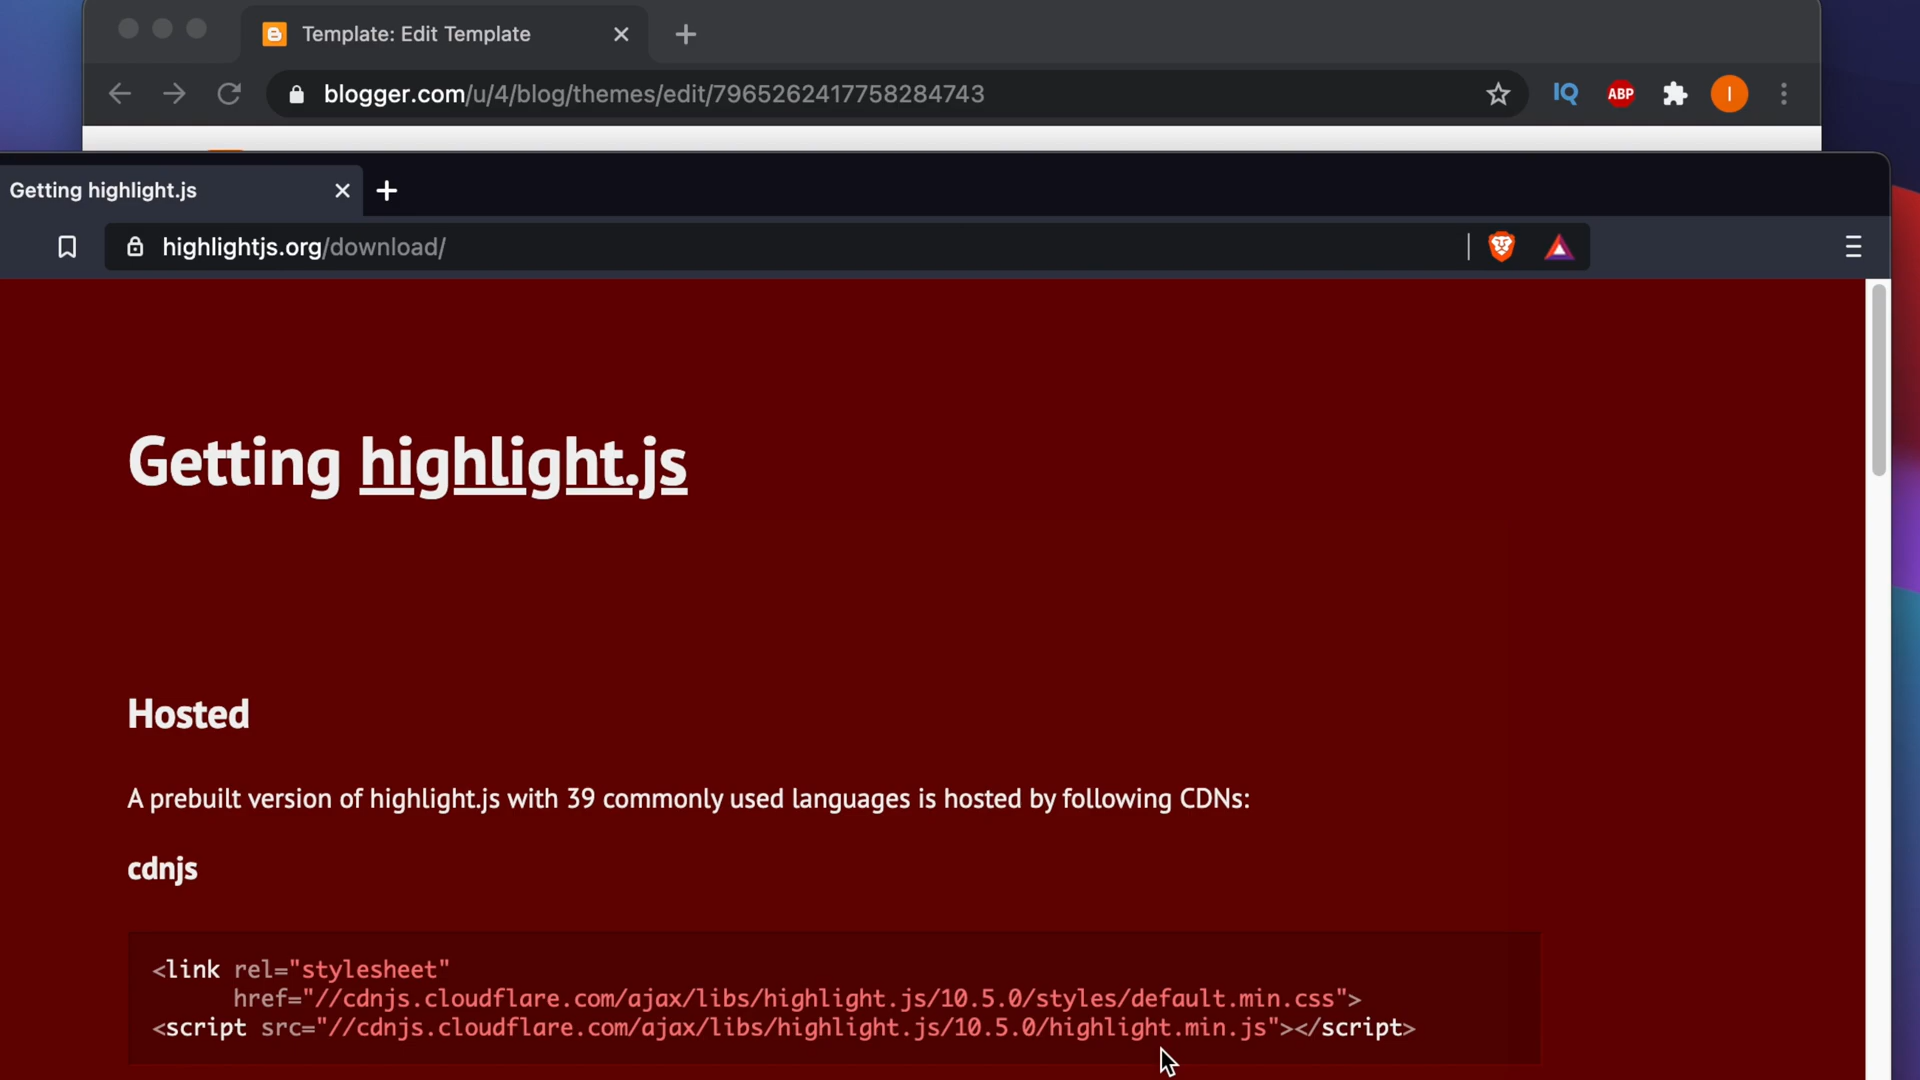 Template: Edit Template
blogger.com/u/4/blog/themes/edit/7965262417758284743
IQ
ABP
I
Getting highlight.js
highlightjs.org/download/
Getting highlight.js
Hosted
A prebuilt version of highlight.js with 39 commonly used languages is hosted by following CDNs:
cdnjs
<link rel="stylesheet"
href="//cdnjs.cloudflare.com/ajax/libs/highlight.js/10.5.0/styles/default.min.css">
<script src="//cdnjs.cloudflare.com/ajax/libs/highlight.js/10.5.0/highlight.min.js"></script>